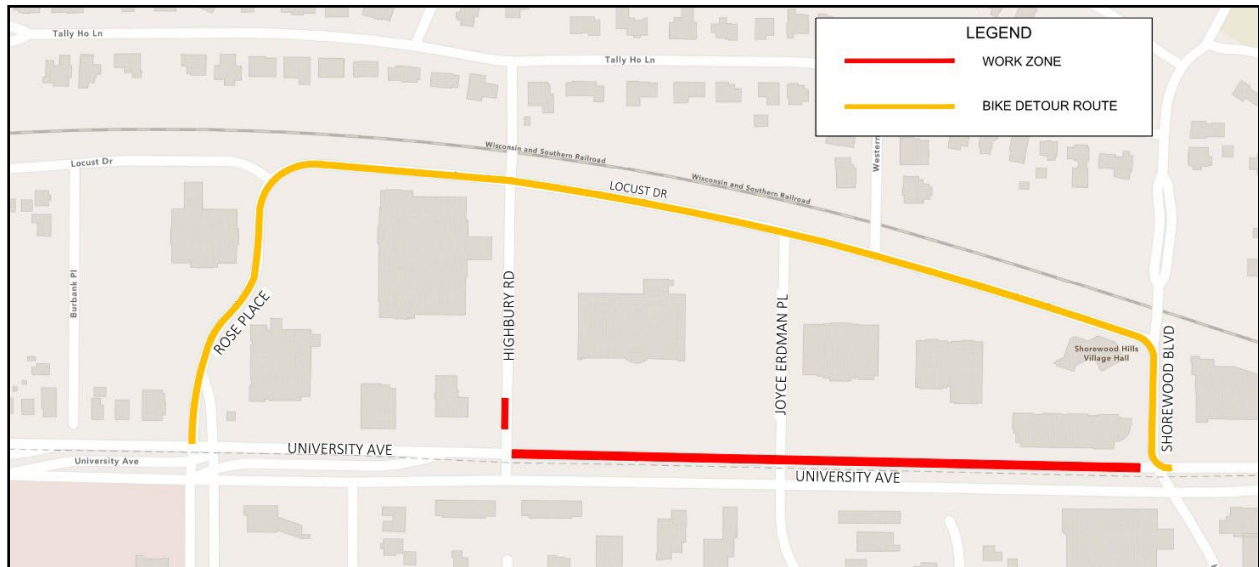 Tally Ho Ln
LEGEND
WORK ZONE
BIKE DETOUR ROUTE
Tally Ho Ln
Wisconsin and Southern Railroad
Locust Dr
LOCUST DR
Wisconsin and Southern Railroad
Western
Burbank Pl
ROSE PLACE
HIGHBURY RD
JOYCE ERDMAN PL
Shorewood Hills
Village Hall
SHOREWOOD BLVD
UNIVERSITY AVE
University Ave
UNIVERSITY AVE